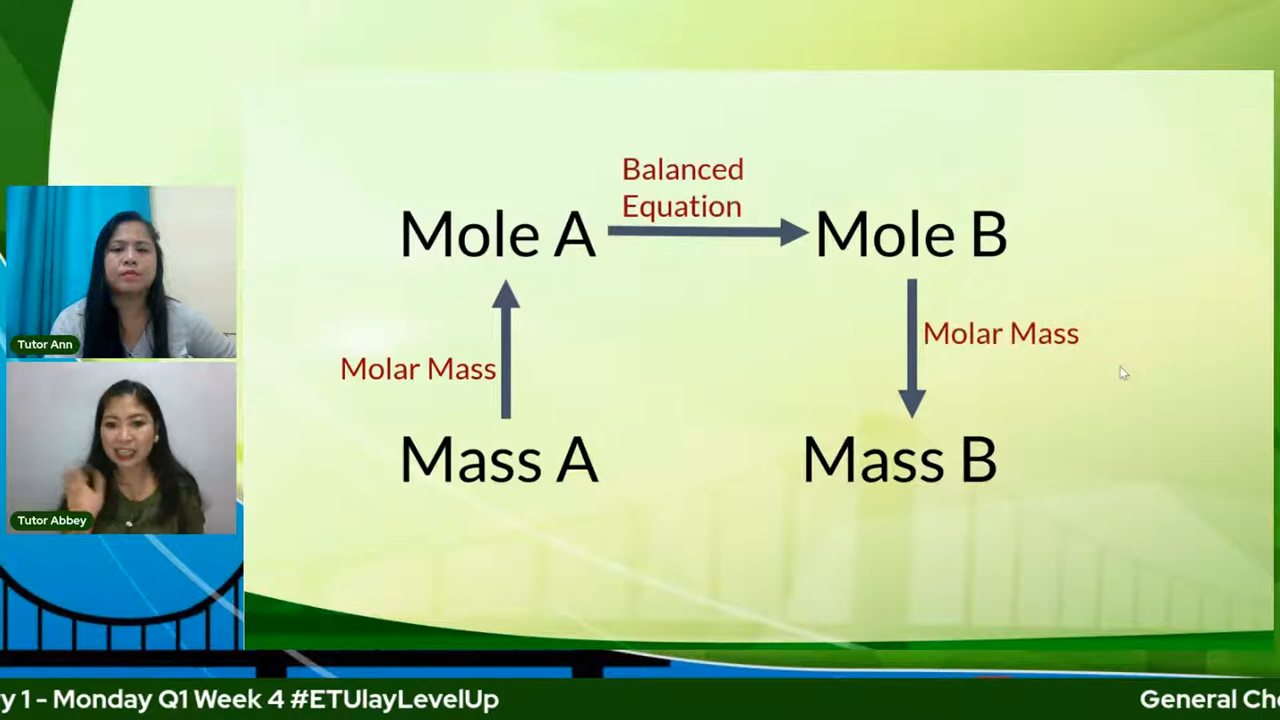 Balanced
Equation
Mole A
Mole B
Molar Mass
Molar Mass
Mass A
Mass B
Tutor Ann
Tutor Abbey
y 1 - Monday Q1 Week 4 #ETUlayLevelUp
General Che